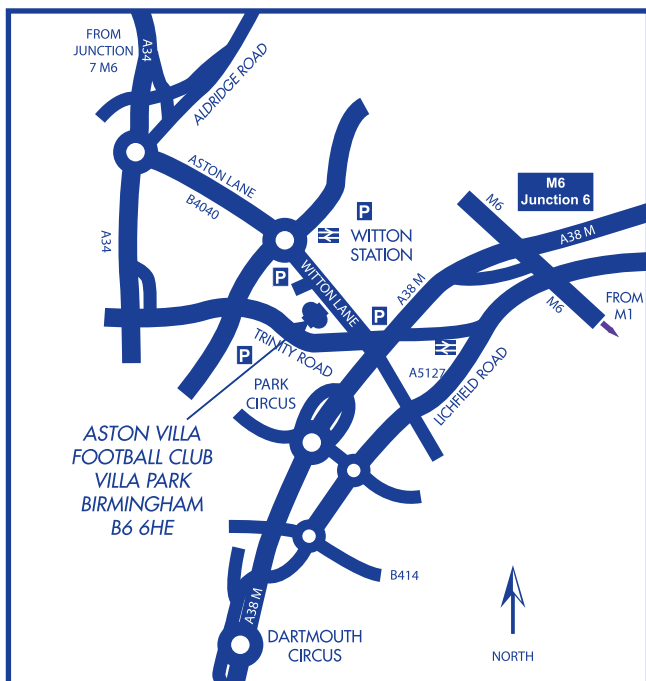 FROM
JUNCTION
7 M6
A34
ALDRIDGE ROAD
ASTON LANE
B4040
A34
P
WITTON
STATION
M6
Junction 6
M6
A38 M
M6
FROM
M1
P
WITTON LANE
A38 M
P
TRINITY ROAD
P
A5127
LICHFIELD ROAD
PARK
CIRCUS
ASTON VILLA
FOOTBALL CLUB
VILLA PARK
BIRMINGHAM
B6 6HE
B414
A38 M
DARTMOUTH
CIRCUS
NORTH